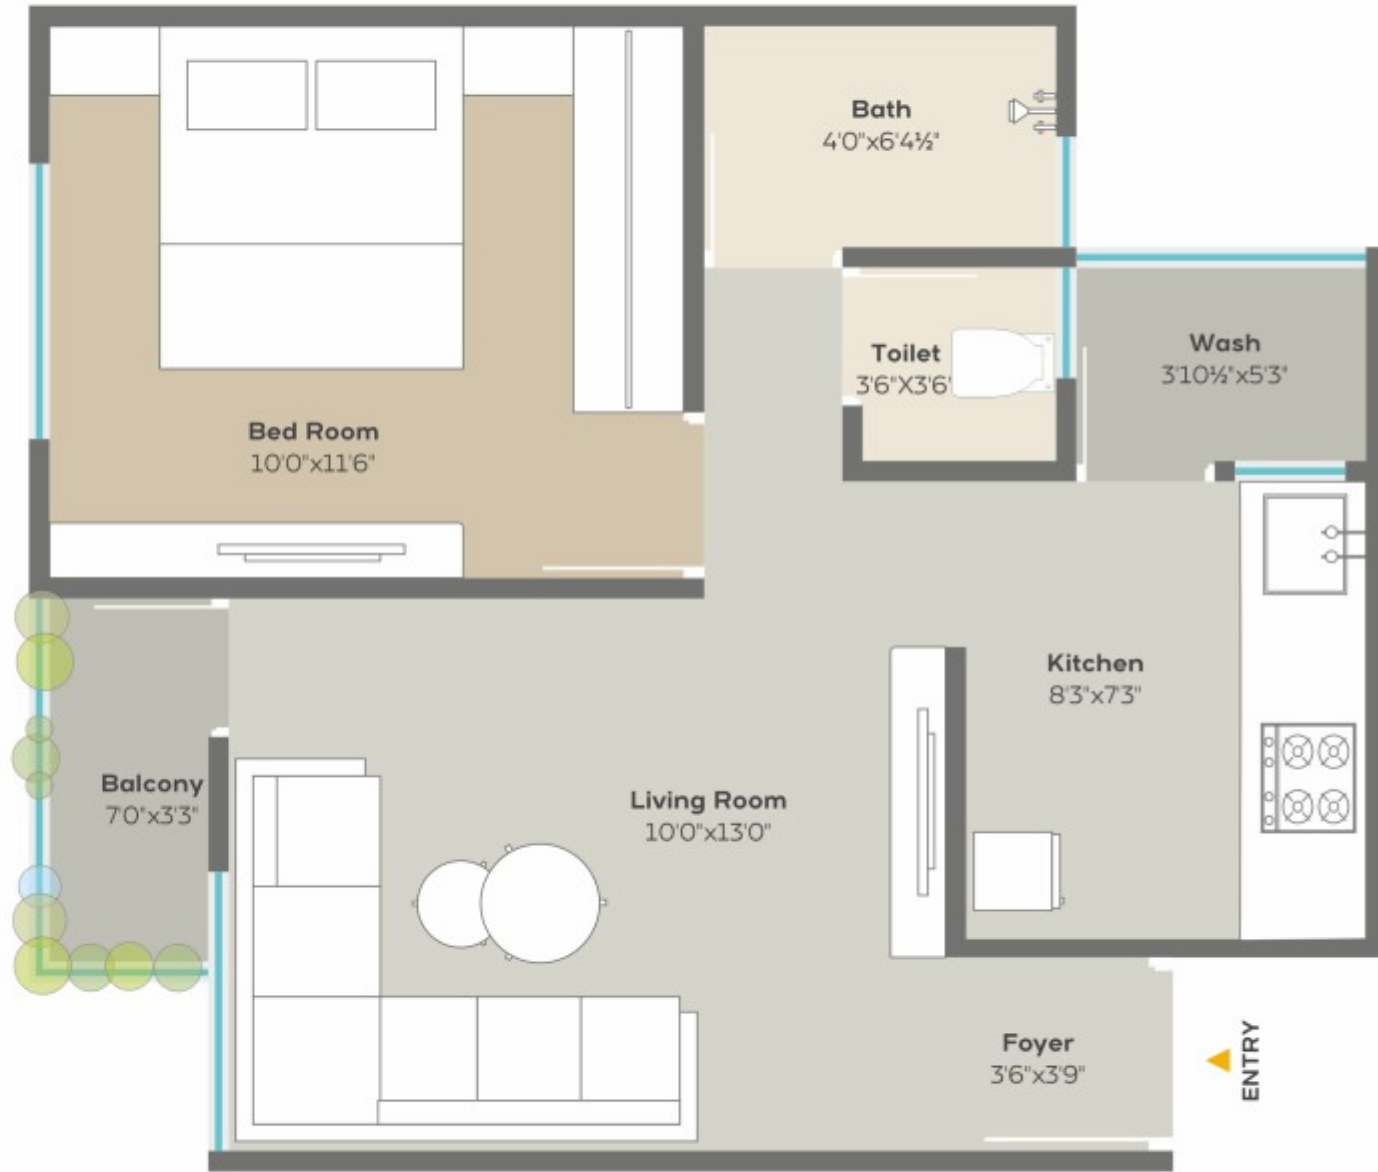 Bath
4'0"x6'4½"
Toilet
3'6"X3'6'
Wash
3'10½"x5'3"
Bed Room
10'0"x11'6"
Kitchen
8'3"x7'3"
Balcony
7'0"x3'3"
Living Room
10'0"x13'0"
Foyer
3'6"x3'9"
ENTRY